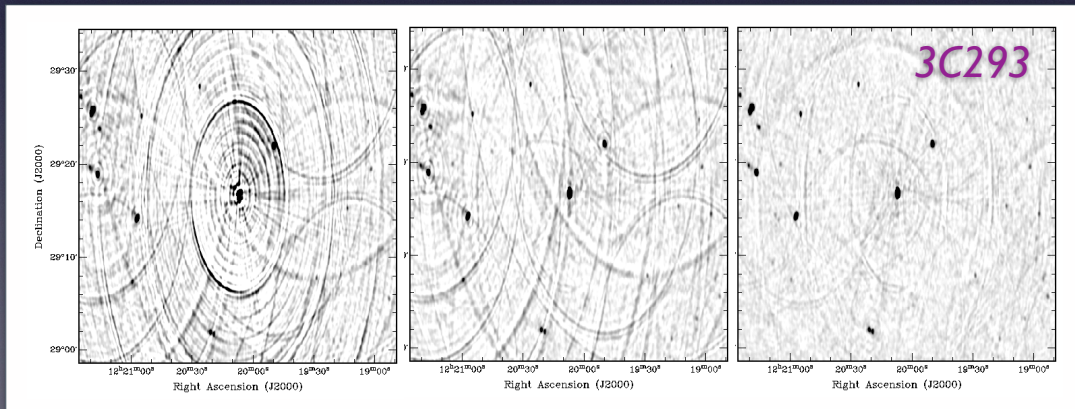 3C293
Declination (J2000)
29°30'
29°20'
29°10'
29°00'
12ʰ21ᵐ00ˢ 20ᵐ30ˢ 20ᵐ00ˢ 19ᵐ30ˢ 19ᵐ00ˢ
Right Ascension (J2000)
12ʰ21ᵐ00ˢ 20ᵐ30ˢ 20ᵐ00ˢ 19ᵐ30ˢ 19ᵐ00ˢ
Right Ascension (J2000)
12ʰ21ᵐ00ˢ 20ᵐ30ˢ 20ᵐ00ˢ 19ᵐ30ˢ 19ᵐ00ˢ
Right Ascension (J2000)